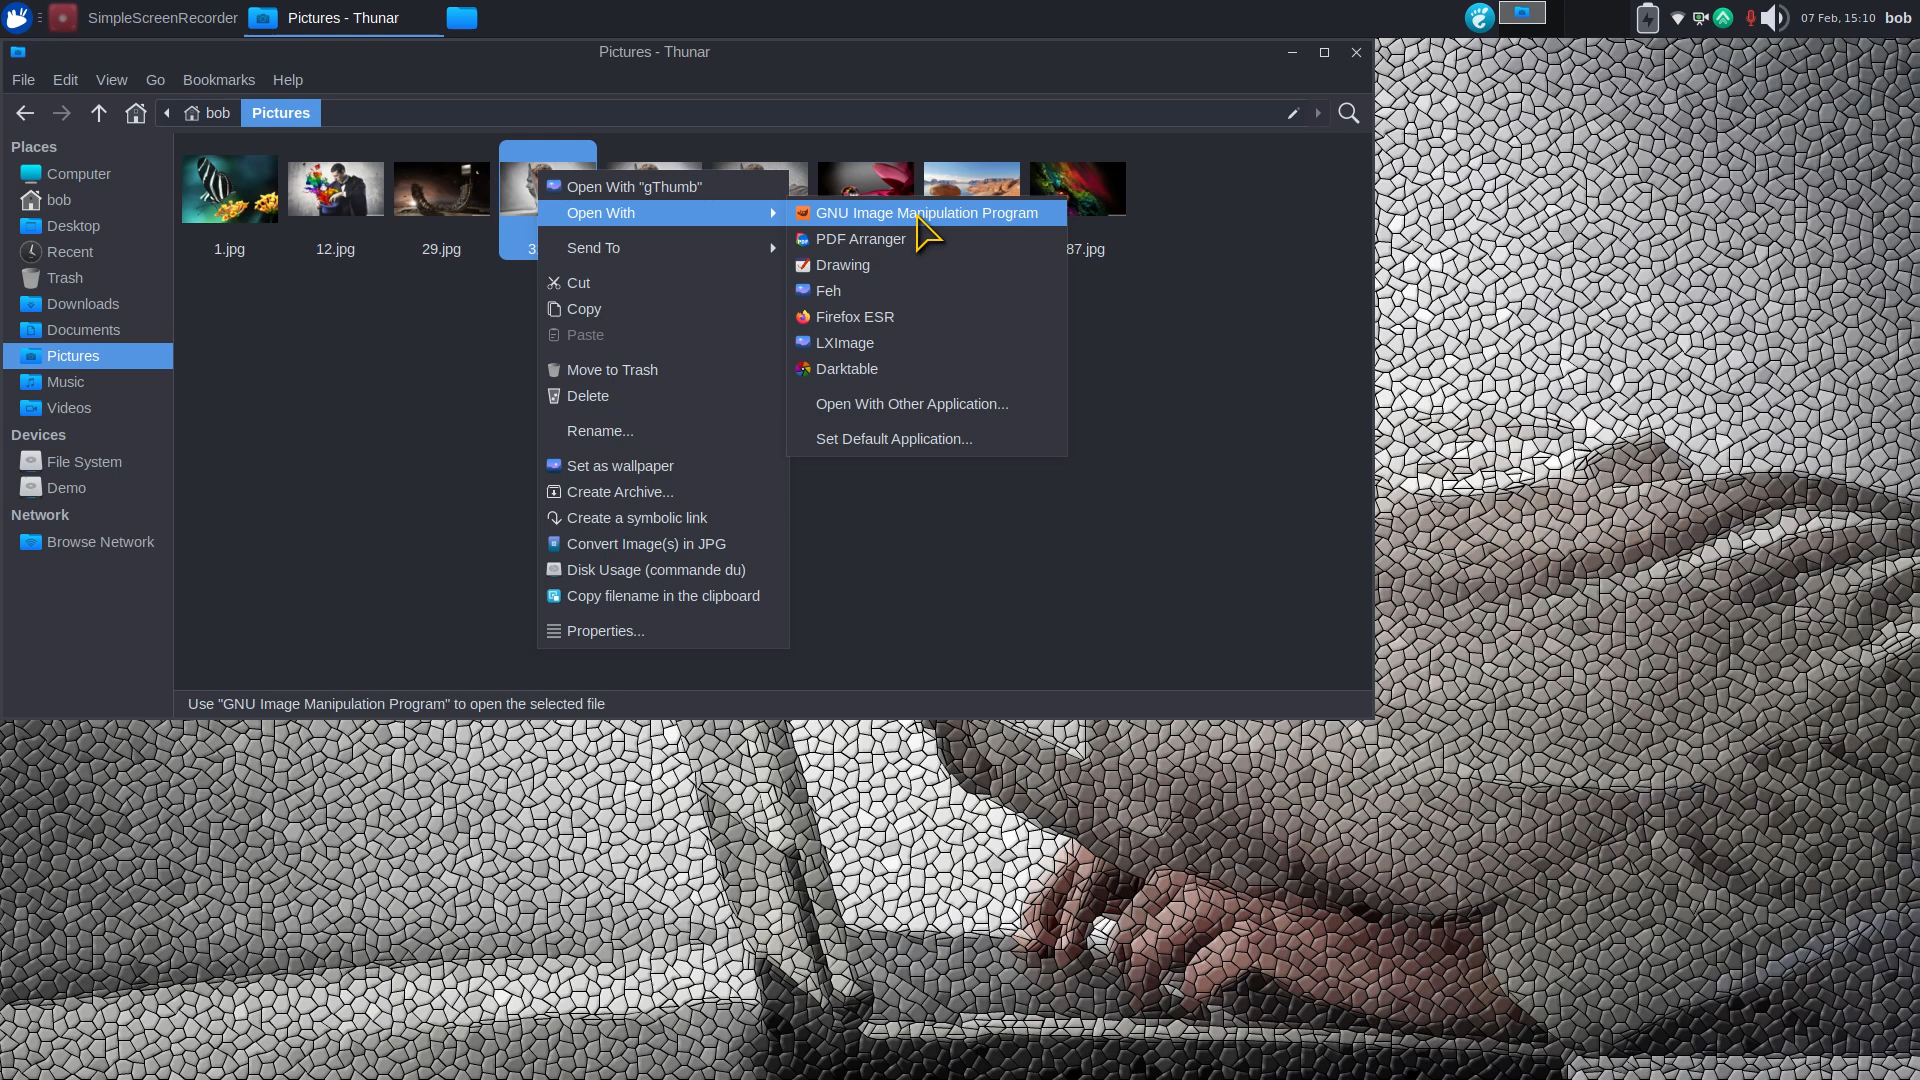 SimpleScreenRecorder
Pictures - Thunar
07 Feb, 15:10 bob
Pictures - Thunar
File Edit View Go Bookmarks Help
bob Pictures
Places
Computer
bob
Desktop
Recent
Trash
Downloads
Documents
Pictures
Music
Videos
Devices
File System
Demo
Network
Browse Network
1.jpg
12.jpg
29.jpg
87.jpg
Open With "gThumb"
Open With
Send To
Cut
Copy
Paste
Move to Trash
Delete
Rename...
Set as wallpaper
Create Archive...
Create a symbolic link
Convert Image(s) in JPG
Disk Usage (commande du)
Copy filename in the clipboard
Properties...
GNU Image Manipulation Program
PDF Arranger
Drawing
Feh
Firefox ESR
LXImage
Darktable
Open With Other Application...
Set Default Application...
Use "GNU Image Manipulation Program" to open the selected file